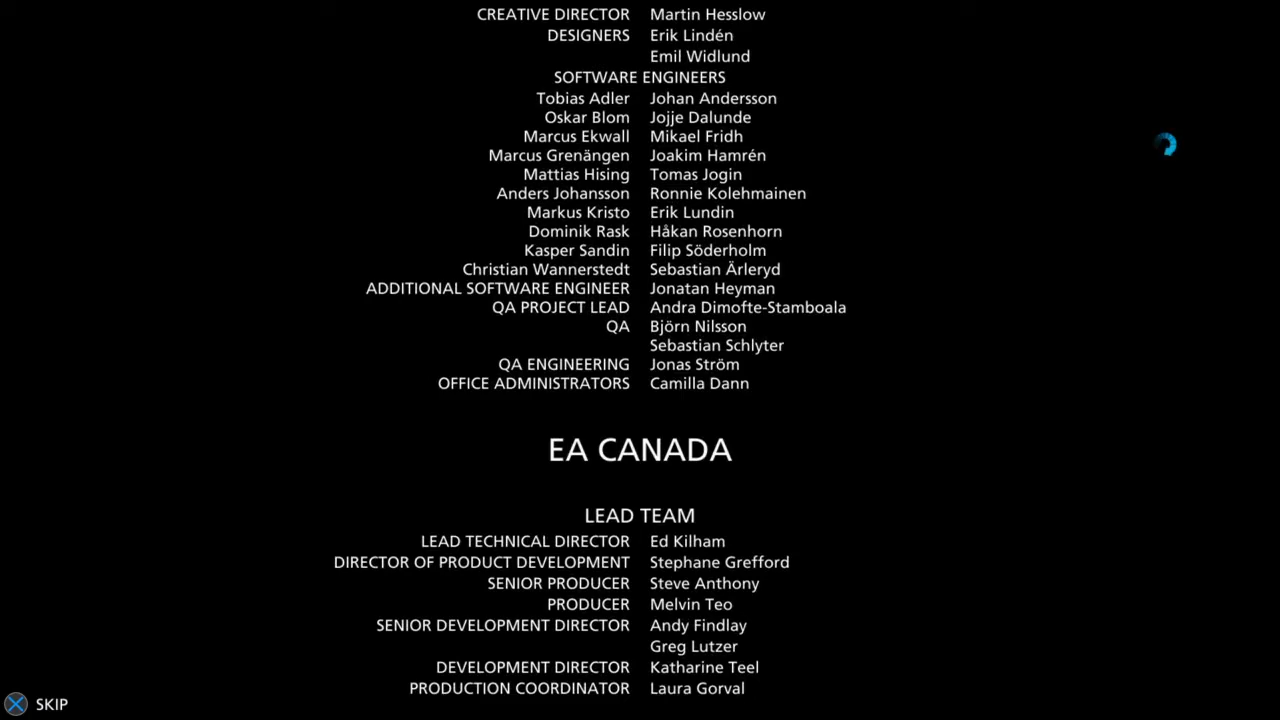 CREATIVE DIRECTOR Martin Hesslow
DESIGNERS Erik Lindén
Emil Widlund
SOFTWARE ENGINEERS
Tobias Adler Johan Andersson
Oskar Blom Jojje Dalunde
Marcus Ekwall Mikael Fridh
Marcus Grenängen Joakim Hamrén
Mattias Hising Tomas Jogin
Anders Johansson Ronnie Kolehmainen
Markus Kristo Erik Lundin
Dominik Rask Håkan Rosenhorn
Kasper Sandin Filip Söderholm
Christian Wannerstedt Sebastian Ärleryd
ADDITIONAL SOFTWARE ENGINEER Jonatan Heyman
QA PROJECT LEAD Andra Dimofte-Stamboala
QA Björn Nilsson
Sebastian Schlyter
QA ENGINEERING Jonas Ström
OFFICE ADMINISTRATORS Camilla Dann
EA CANADA
LEAD TEAM
LEAD TECHNICAL DIRECTOR Ed Kilham
DIRECTOR OF PRODUCT DEVELOPMENT Stephane Grefford
SENIOR PRODUCER Steve Anthony
PRODUCER Melvin Teo
SENIOR DEVELOPMENT DIRECTOR Andy Findlay
Greg Lutzer
DEVELOPMENT DIRECTOR Katharine Teel
PRODUCTION COORDINATOR Laura Gorval
SKIP